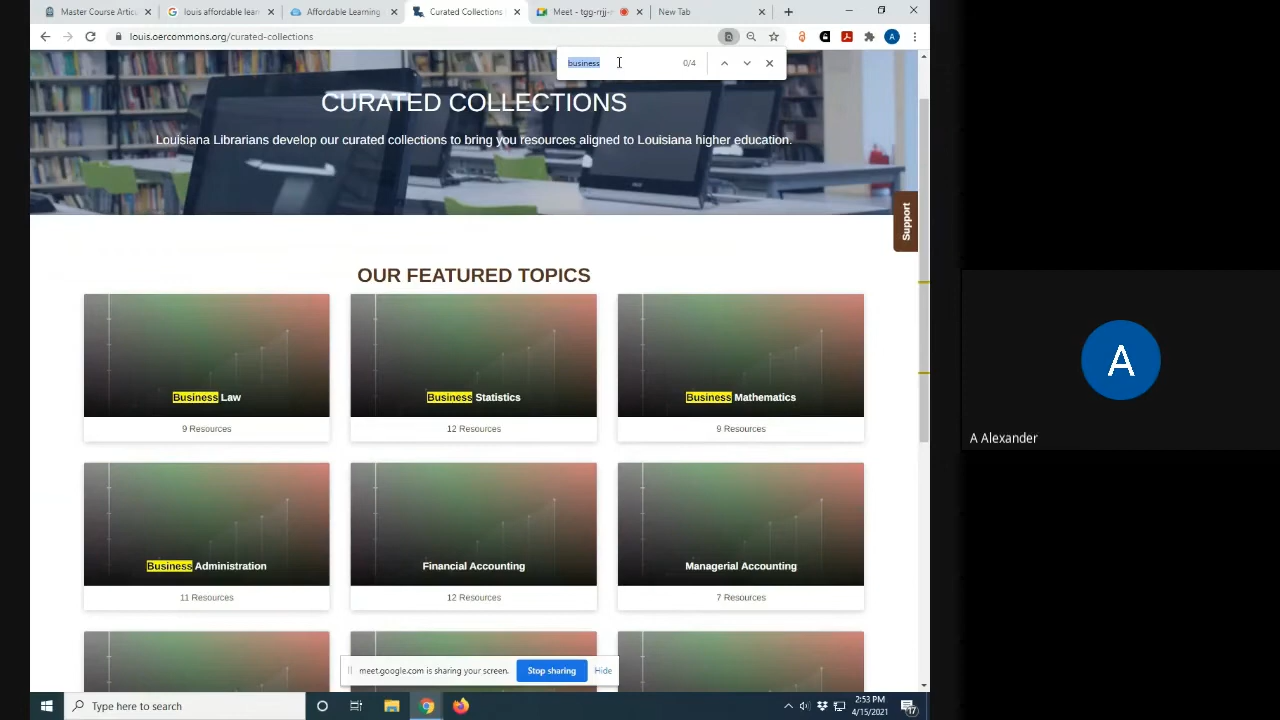 Master Course Artic
louis affordable lear
Affordable Learning
Curated Collections
Meet - tgg-rrjj-r
New Tab
louis.oercommons.org/curated-collections
A
business
0/4
CURATED COLLECTIONS
Louisiana Librarians develop our curated collections to bring you resources aligned to Louisiana higher education.
Support
OUR FEATURED TOPICS
Business Law
Business Statistics
Business Mathematics
9 Resources
12 Resources
9 Resources
Business Administration
Financial Accounting
Managerial Accounting
11 Resources
12 Resources
7 Resources
meet.google.com is sharing your screen.
Stop sharing
Hide
Type here to search
2:53 PM
4/15/2021
17
A
A Alexander